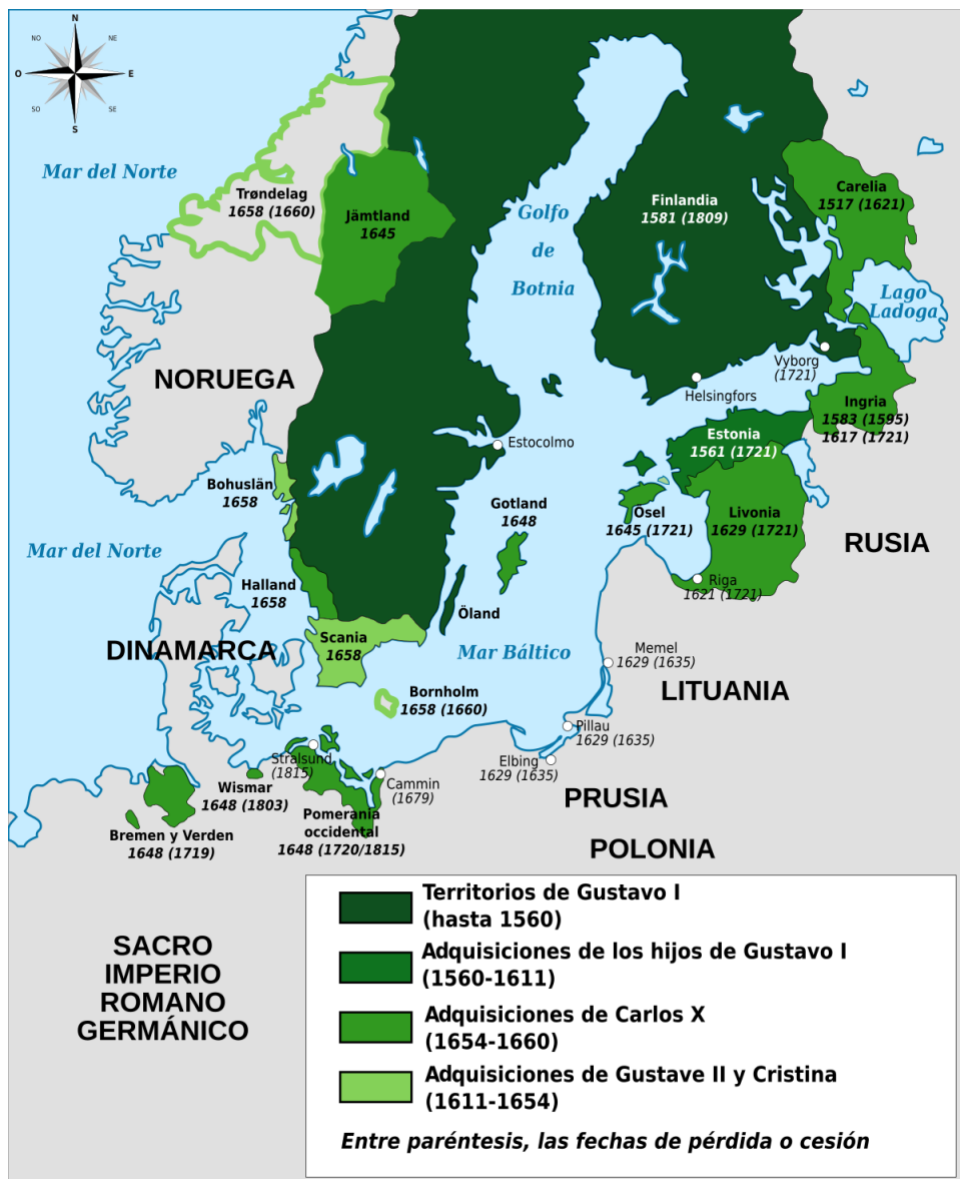 N
NO
NE
O
E
SO
SE
S
Mar del Norte
Trøndelag
1658 (1660)
Jämtland
1645
Golfo
de
Botnia
Finlandia
1581 (1809)
Carelia
1517 (1621)
Lago
Ladoga
NORUEGA
Vyborg
(1721)
Helsingfors
Ingria
1583 (1595)
1617 (1721)
Estocolmo
Estonia
1561 (1721)
Bohuslän
1658
Gotland
1648
Osel
1645 (1721)
Livonia
1629 (1721)
RUSIA
Mar del Norte
Halland
1658
Riga
1621 (1721)
Öland
DINAMARCA
Scania
1658
Mar Báltico
Memel
1629 (1635)
LITUANIA
Bornholm
1658 (1660)
Pillau
1629 (1635)
Elbing
1629 (1635)
Stralsund
(1815)
Cammin
(1679)
Wismar
1648 (1803)
PRUSIA
Pomerania
occidental
1648 (1720/1815)
Bremen y Verden
1648 (1719)
POLONIA
SACRO
IMPERIO
ROMANO
GERMÁNICO
Territorios de Gustavo I
(hasta 1560)
Adquisiciones de los hijos de Gustavo I
(1560-1611)
Adquisiciones de Carlos X
(1654-1660)
Adquisiciones de Gustave II y Cristina
(1611-1654)
Entre paréntesis, las fechas de pérdida o cesión